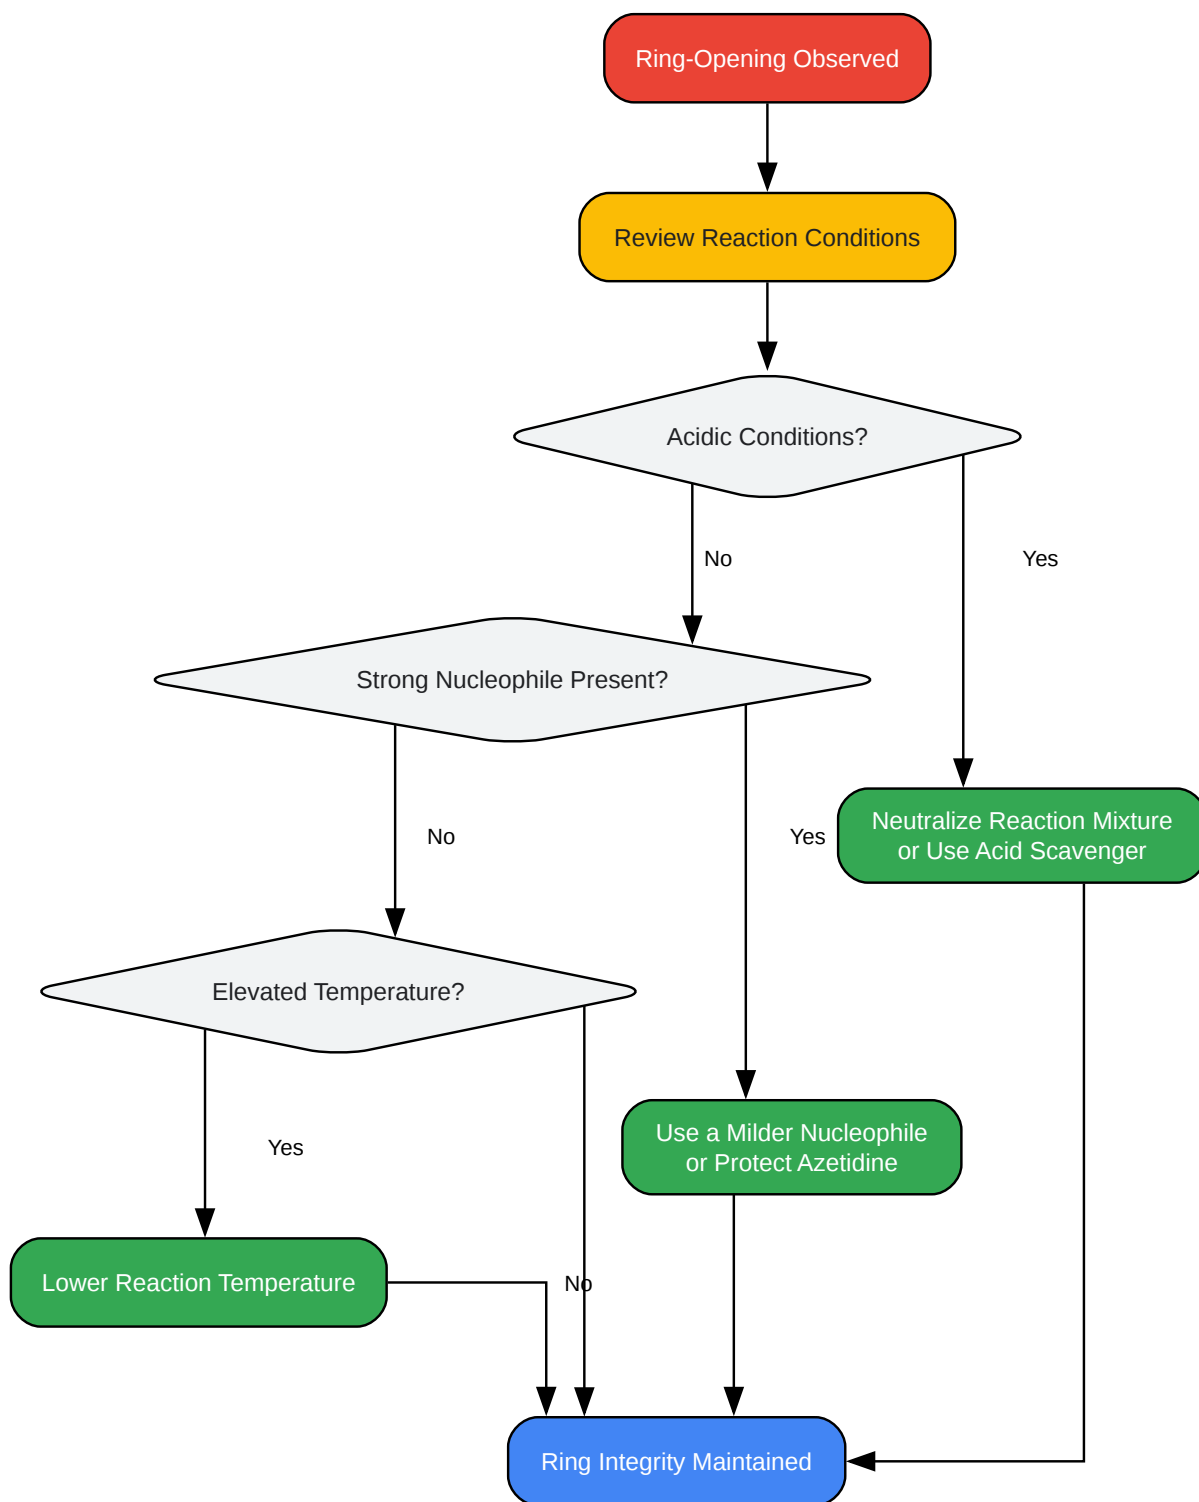 Ring-Opening Observed
Review Reaction Conditions
Acidic Conditions?
No
Yes
Strong Nucleophile Present?
No
Yes
Neutralize Reaction Mixture
or Use Acid Scavenger
Elevated Temperature?
Yes
Use a Milder Nucleophile
or Protect Azetidine
Lower Reaction Temperature
No
Ring Integrity Maintained